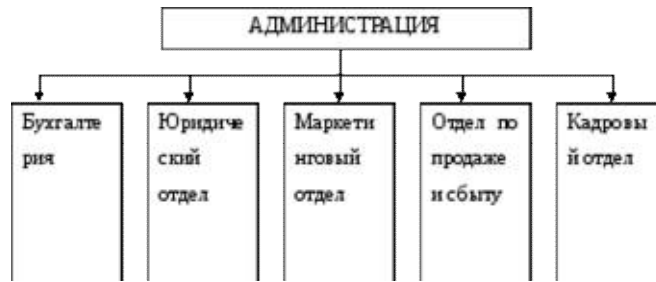 АДМИНИСТРАЦИЯ
Бухгалте
рия
Юридиче
ский
отдел
Маркети
нговый
отдел
Отдел по
продаже
и сбыту
Кадровы
й отдел